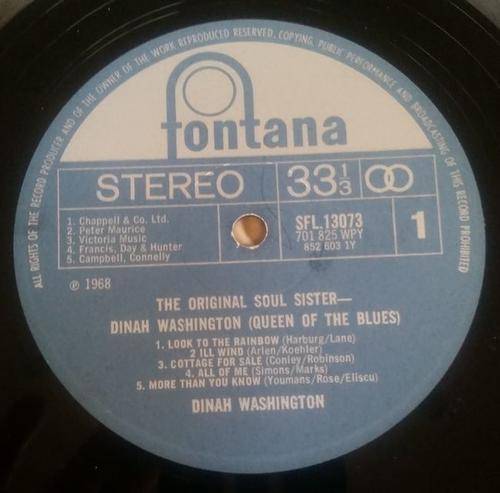 ALL RIGHTS OF THE RECORD PRODUCER AND OF THE OWNER OF THE WORK REPRODUCED RESERVED. COPYING, PUBLIC PERFORMANCE AND BROADCASTING OF THIS RECORD PROHIBITED
fontana
STEREO 33 1/3
SFL.13073
701 825 WPY
852 603 1Y
1
1. Chappell & Co. Ltd.
2. Peter Maurice
3. Victoria Music
4. Francis, Day & Hunter
5. Campbell, Connelly
℗ 1968
THE ORIGINAL SOUL SISTER—
DINAH WASHINGTON (QUEEN OF THE BLUES)
1. LOOK TO THE RAINBOW (Harburg/Lane)
2 ILL WIND (Arlen/Koehler)
3. COTTAGE FOR SALE (Conley/Robinson)
4. ALL OF ME (Simons/Marks)
5. MORE THAN YOU KNOW (Youmans/Rose/Eliscu)
DINAH WASHINGTON